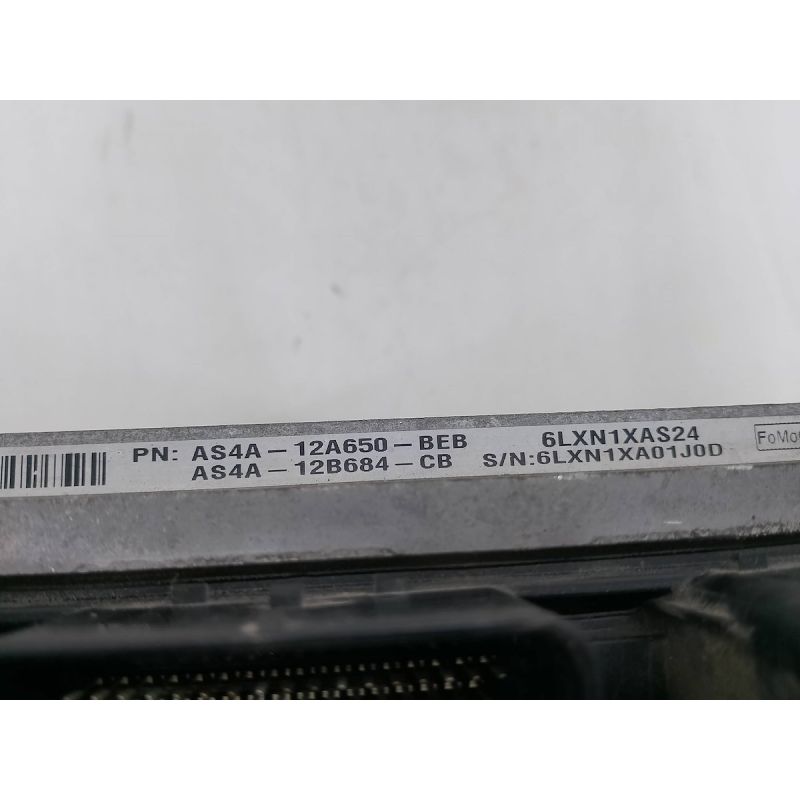 PN: AS4A-12A650-BEB 6LXN1XAS24
AS4A-12B684-CB S/N:6LXN1XA01J0D